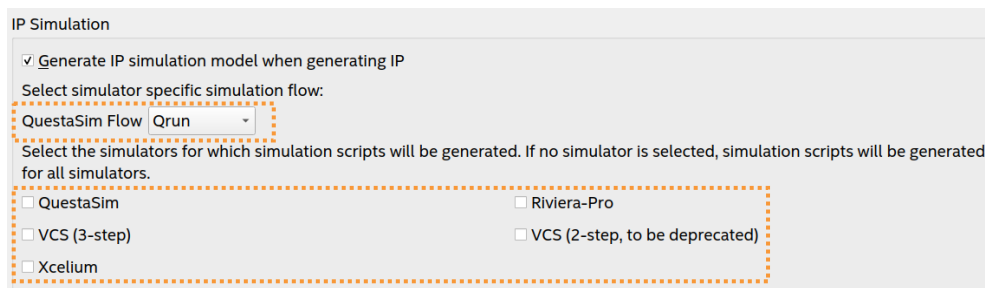 IP Simulation
Generate IP simulation model when generating IP
Select simulator specific simulation flow:
QuestaSim Flow Qrun
Select the simulators for which simulation scripts will be generated. If no simulator is selected, simulation scripts will be generated
for all simulators.
QuestaSim Riviera-Pro
VCS (3-step) VCS (2-step, to be deprecated)
Xcelium